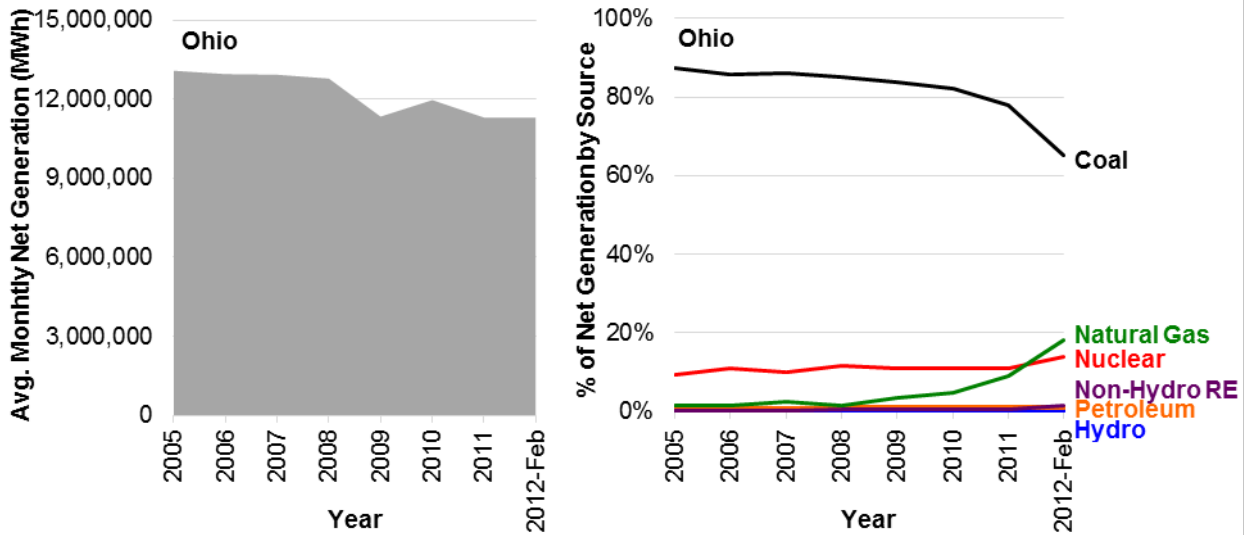 Avg. Monhtly Net Generation (MWh)
15,000,000
12,000,000
9,000,000
6,000,000
3,000,000
0
Ohio
2005
2006
2007
2008
2009
2010
2011
2012-Feb
Year
% of Net Generation by Source
100%
80%
60%
40%
20%
0%
Ohio
Coal
Natural Gas
Nuclear
Non-Hydro RE
Petroleum
Hydro
2005
2006
2007
2008
2009
2010
2011
2012-Feb
Year